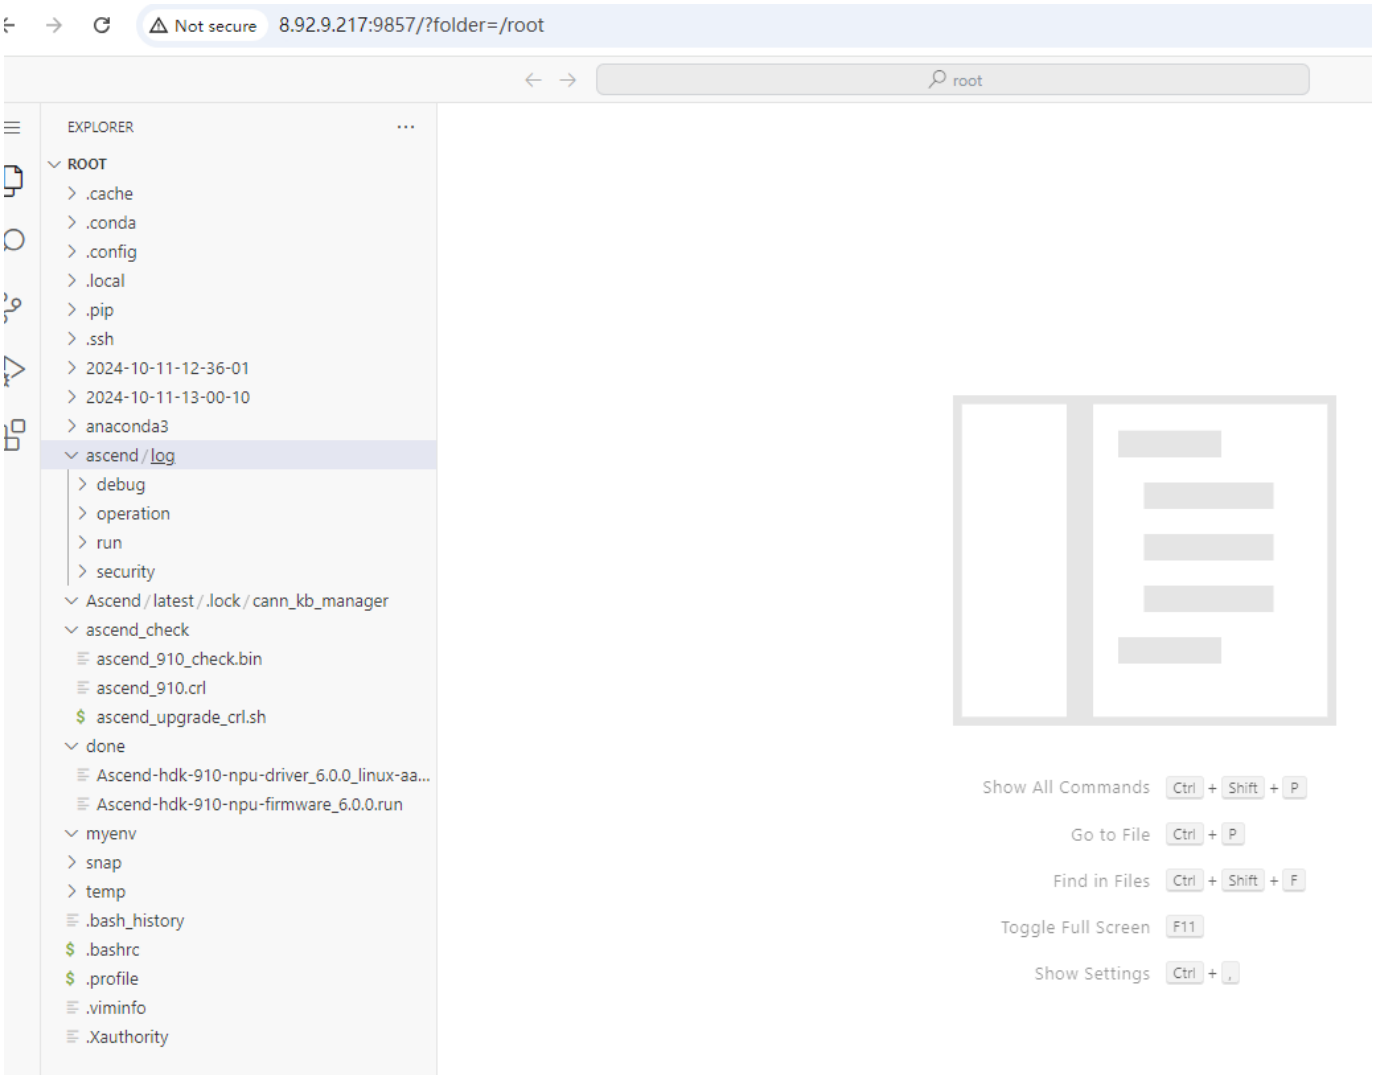 Not secure 8.92.9.217:9857/?folder=/root
root
EXPLORER ...
ROOT
.cache
.conda
.config
.local
.pip
.ssh
2024-10-11-12-36-01
2024-10-11-13-00-10
anaconda3
ascend/log
debug
operation
run
security
Ascend/latest/.lock/cann_kb_manager
ascend_check
ascend_910_check.bin
ascend_910.crl
$ ascend_upgrade_crl.sh
done
Ascend-hdk-910-npu-driver_6.0.0_linux-aa...
Ascend-hdk-910-npu-firmware_6.0.0.run
myenv
snap
temp
.bash_history
$ .bashrc
$ .profile
.viminfo
.Xauthority
Show All Commands Ctrl + Shift + P
Go to File Ctrl + P
Find in Files Ctrl + Shift + F
Toggle Full Screen F11
Show Settings Ctrl + ,